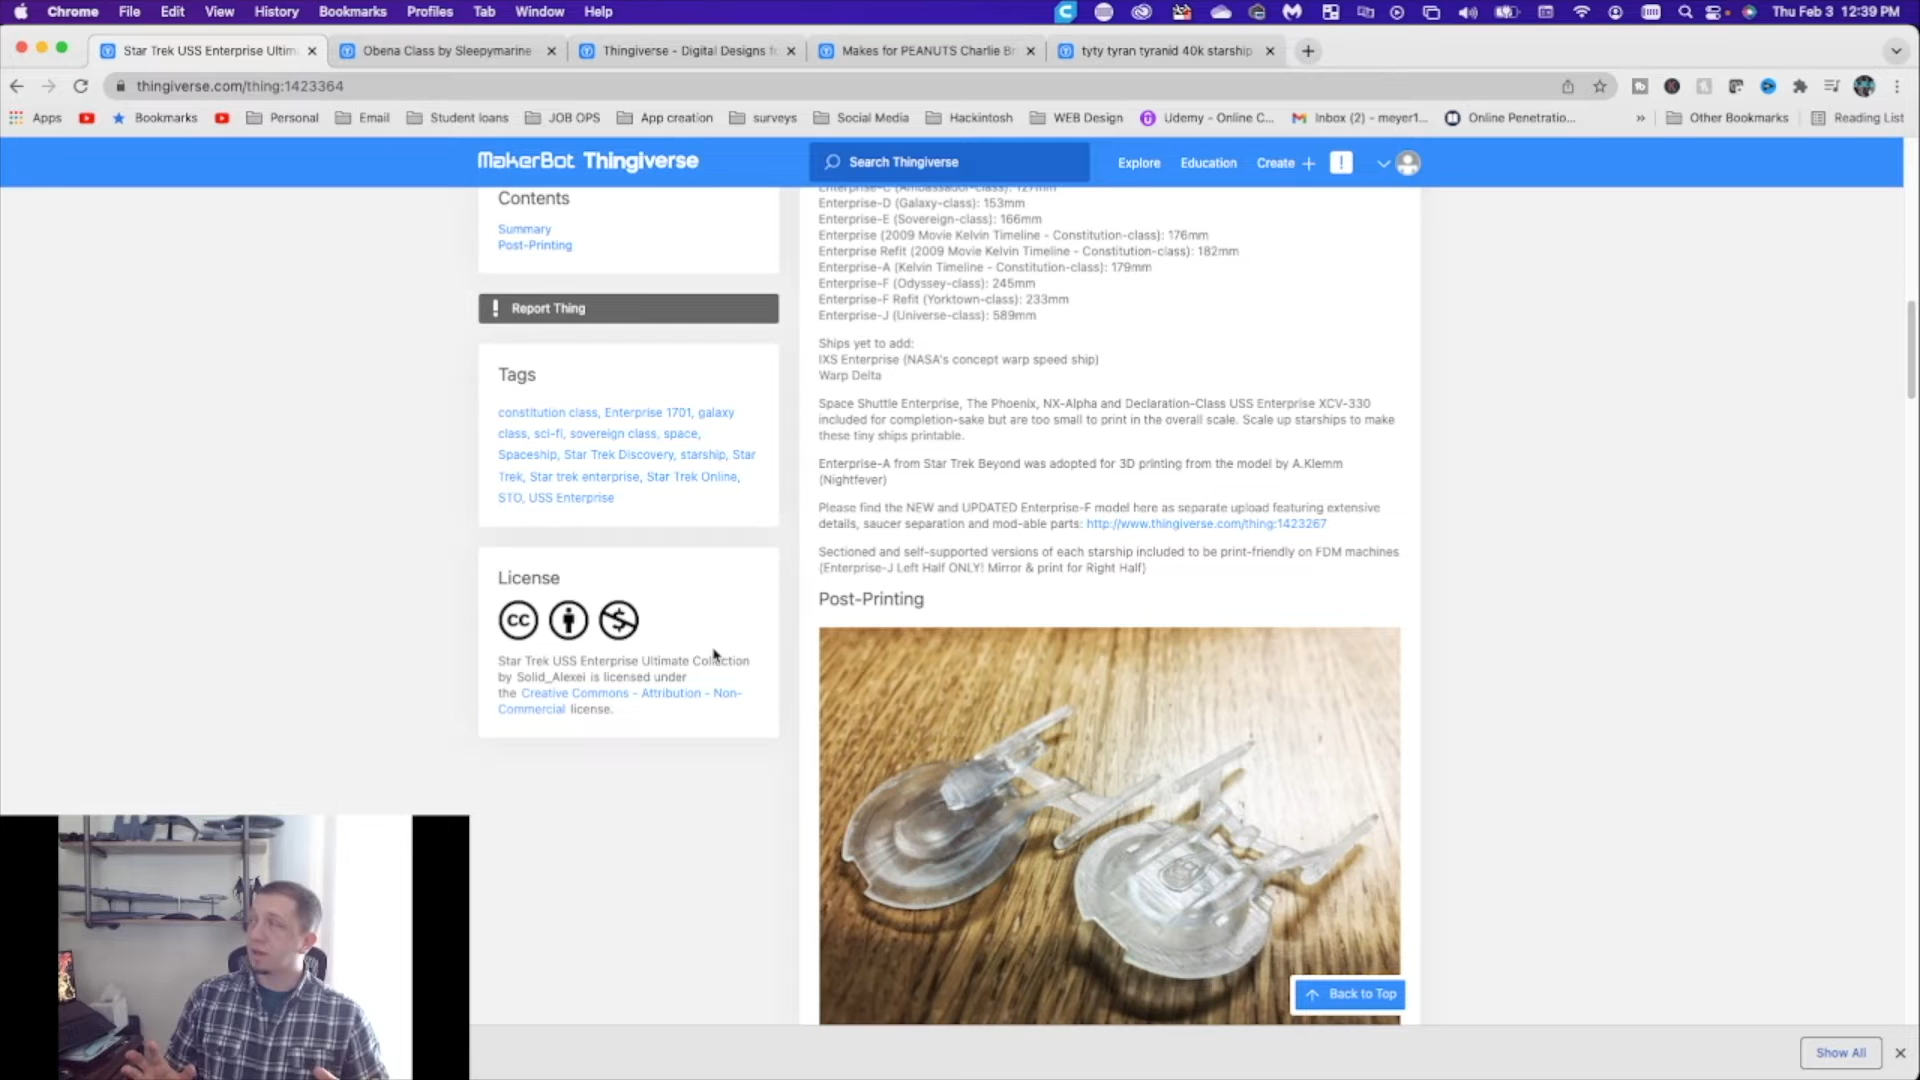 Chrome File Edit View History Bookmarks Profiles Tab Window Help Thu Feb 3 12:39 PM
Star Trek USS Enterprise Ultim Obena Class by Sleepymarine Thingiverse - Digital Designs fo Makes for PEANUTS Charlie Br tyty tyran tyranid 40k starship
thingiverse.com/thing:1423364
Apps Bookmarks Personal Email Student loans JOB OPS App creation surveys Social Media Hackintosh WEB Design Udemy - Online C... Inbox (2) - meyer1... Online Penetratio... » Other Bookmarks Reading List
MakerBot Thingiverse Search Thingiverse Explore Education Create +
Contents
Summary
Post-Printing
Report Thing
Tags
constitution class, Enterprise 1701, galaxy
class, sci-fi, sovereign class, space,
Spaceship, Star Trek Discovery, starship, Star
Trek, Star trek enterprise, Star Trek Online,
STO, USS Enterprise
License
CC
Star Trek USS Enterprise Ultimate Collection
by Solid_Alexei is licensed under
the Creative Commons - Attribution - Non-
Commercial license.
Enterprise-C (Ambassador-class): 127mm
Enterprise-D (Galaxy-class): 153mm
Enterprise-E (Sovereign-class): 166mm
Enterprise (2009 Movie Kelvin Timeline - Constitution-class): 176mm
Enterprise Refit (2009 Movie Kelvin Timeline - Constitution-class): 182mm
Enterprise-A (Kelvin Timeline - Constitution-class): 179mm
Enterprise-F (Odyssey-class): 245mm
Enterprise-F Refit (Yorktown-class): 233mm
Enterprise-J (Universe-class): 589mm
Ships yet to add:
IXS Enterprise (NASA's concept warp speed ship)
Warp Delta
Space Shuttle Enterprise, The Phoenix, NX-Alpha and Declaration-Class USS Enterprise XCV-330
included for completion-sake but are too small to print in the overall scale. Scale up starships to make
these tiny ships printable.
Enterprise-A from Star Trek Beyond was adopted for 3D printing from the model by A.Klemm
(Nightfever)
Please find the NEW and UPDATED Enterprise-F model here as separate upload featuring extensive
details, saucer separation and mod-able parts: http://www.thingiverse.com/thing:1423267
Sectioned and self-supported versions of each starship included to be print-friendly on FDM machines
(Enterprise-J Left Half ONLY! Mirror & print for Right Half)
Post-Printing
Back to Top
Show All